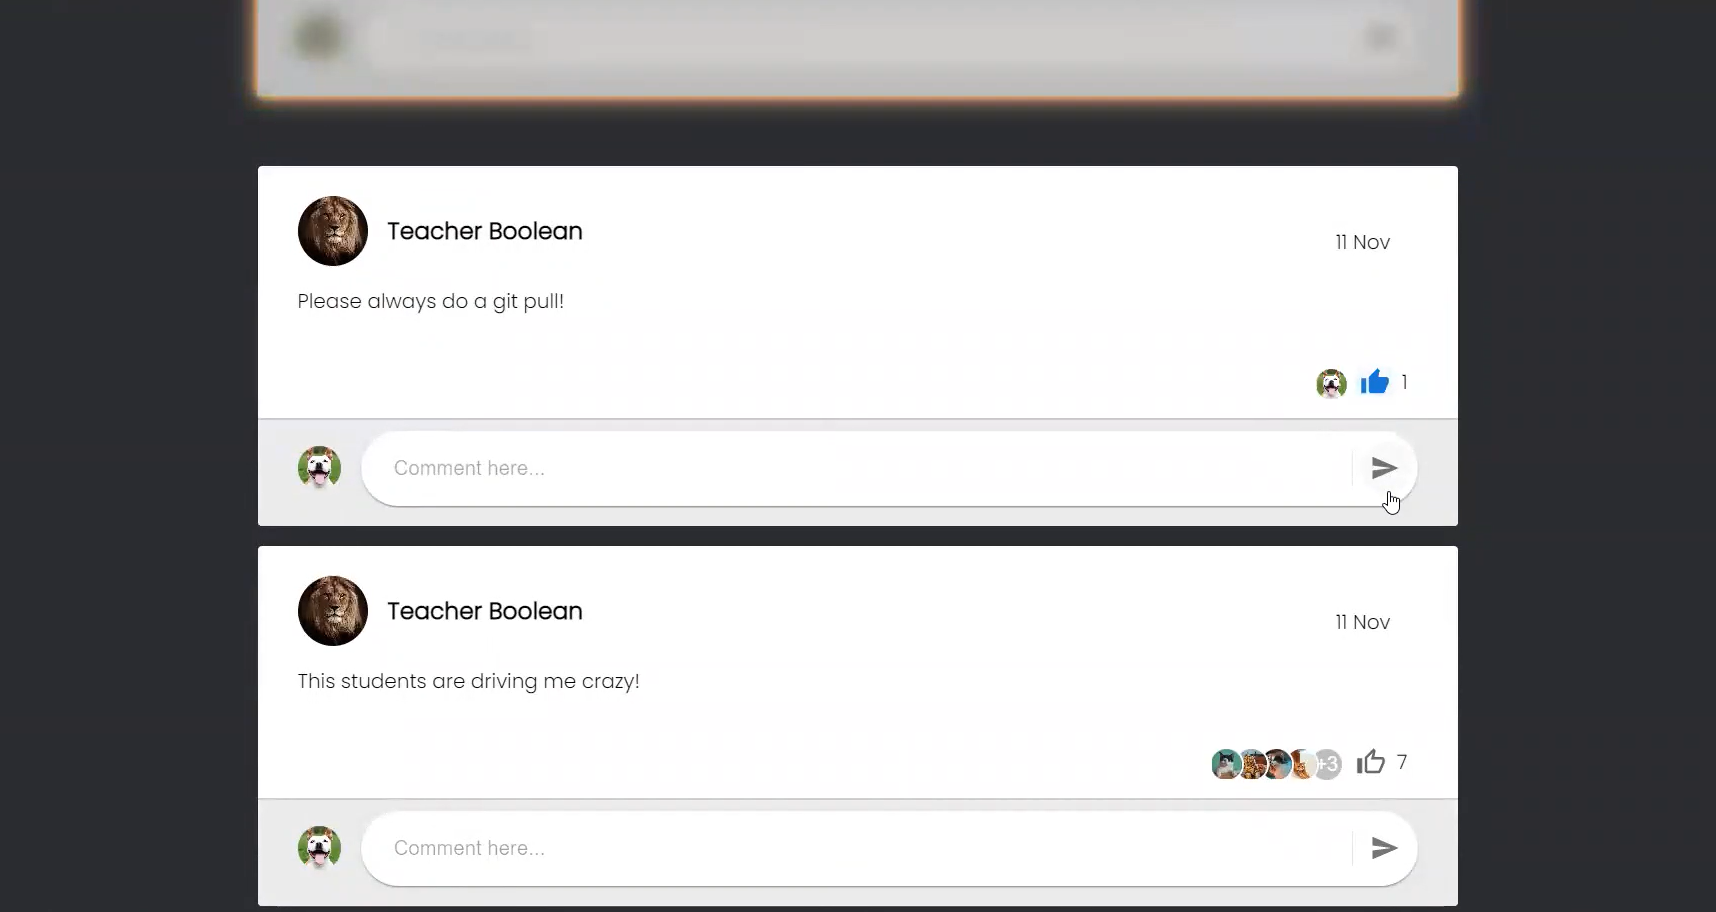 Teacher Boolean
11 Nov
Please always do a git pull!
1
Comment here...
Teacher Boolean
11 Nov
This students are driving me crazy!
+3 7
Comment here...